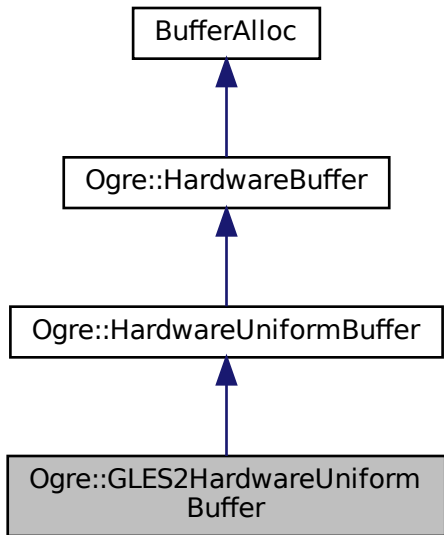 BufferAlloc
Ogre::HardwareBuffer
Ogre::HardwareUniformBuffer
Ogre::GLES2HardwareUniform
Buffer